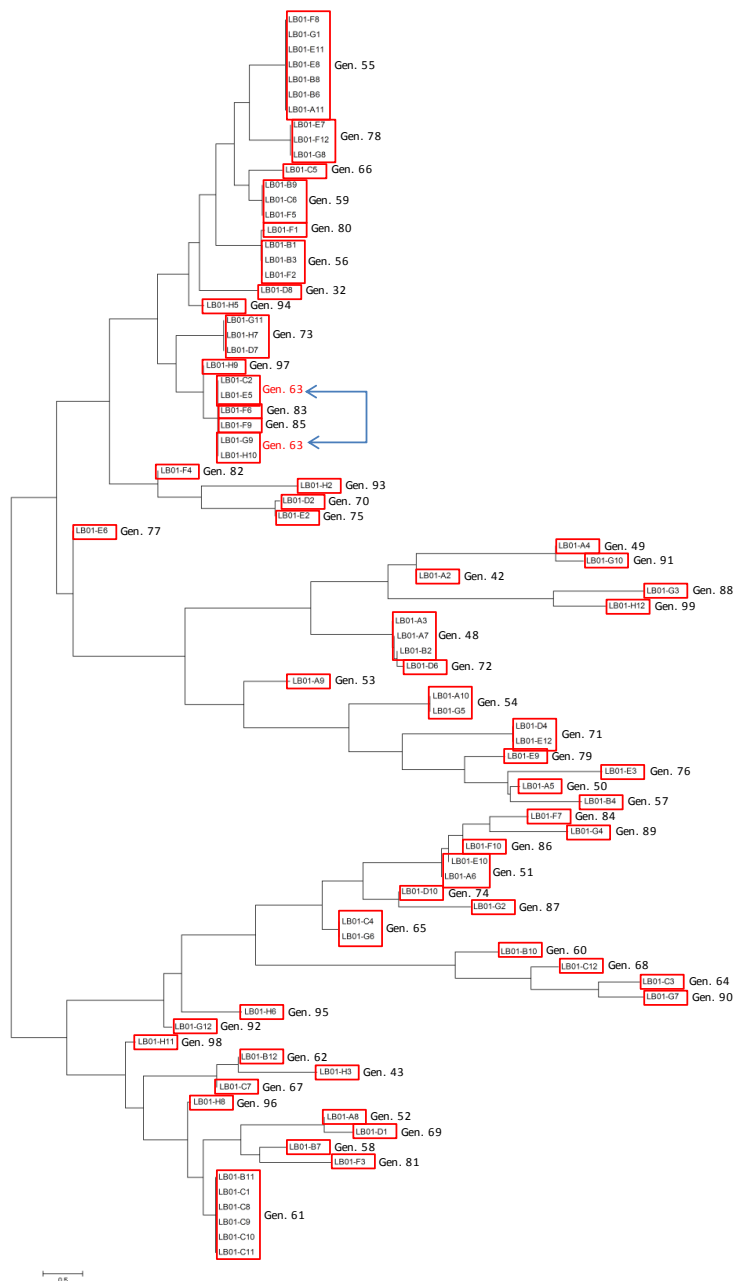 LB01-F8
LB01-G1
LB01-E11
LB01-E8 Gen. 55
LB01-B8
LB01-B6
LB01-A11
LB01-E7
LB01-F12 Gen. 78
LB01-G8
LB01-C5 Gen. 66
LB01-B9
LB01-C6 Gen. 59
LB01-F5
LB01-F1 Gen. 80
LB01-B1
LB01-B3 Gen. 56
LB01-F2
LB01-D8 Gen. 32
LB01-H5 Gen. 94
LB01-G11
LB01-H7 Gen. 73
LB01-D7
LB01-H9 Gen. 97
LB01-C2 Gen. 63
LB01-E5
LB01-F6 Gen. 83
LB01-F9 Gen. 85
LB01-G9 Gen. 63
LB01-H10
LB01-F4 Gen. 82
LB01-H2 Gen. 93
LB01-D2 Gen. 70
LB01-E2 Gen. 75
LB01-E6 Gen. 77
LB01-A4 Gen. 49
LB01-G10 Gen. 91
LB01-A2 Gen. 42
LB01-G3 Gen. 88
LB01-H12 Gen. 99
LB01-A3
LB01-A7 Gen. 48
LB01-B2
LB01-D6 Gen. 72
LB01-A9 Gen. 53
LB01-A10 Gen. 54
LB01-G5
LB01-D4 Gen. 71
LB01-E12
LB01-E9 Gen. 79
LB01-E3 Gen. 76
LB01-A5 Gen. 50
LB01-B4 Gen. 57
LB01-F7 Gen. 84
LB01-G4 Gen. 89
LB01-F10 Gen. 86
LB01-E10 Gen. 51
LB01-A6
LB01-D10 Gen. 74
LB01-G2 Gen. 87
LB01-C4 Gen. 65
LB01-G6
LB01-B10 Gen. 60
LB01-C12 Gen. 68
LB01-C3 Gen. 64
LB01-G7 Gen. 90
LB01-H6 Gen. 95
LB01-G12 Gen. 92
LB01-H11 Gen. 98
LB01-B12 Gen. 62
LB01-H3 Gen. 43
LB01-C7 Gen. 67
LB01-H8 Gen. 96
LB01-A8 Gen. 52
LB01-D1 Gen. 69
LB01-B7 Gen. 58
LB01-F3 Gen. 81
LB01-B11
LB01-C1
LB01-C8
LB01-C9 Gen. 61
LB01-C10
LB01-C11
0.5